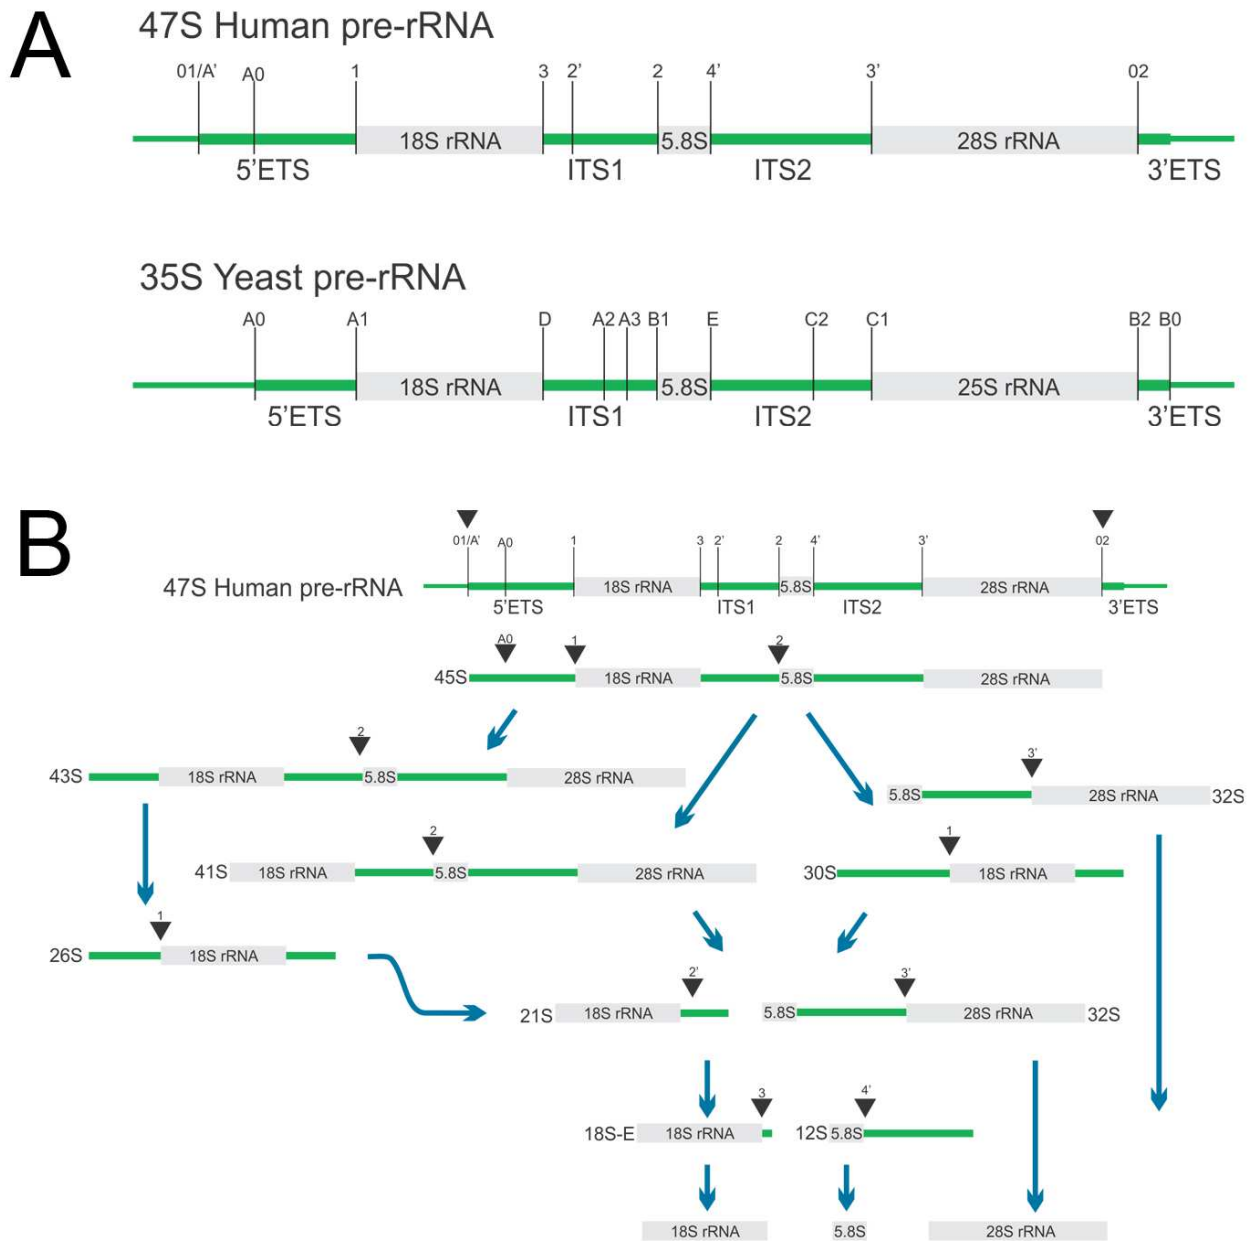 A
47S Human pre-rRNA
01/A' A0 1 3 2' 2 4' 3' 02
18S rRNA 5.8S 28S rRNA
5'ETS ITS1 ITS2 3'ETS
35S Yeast pre-rRNA
A0 A1 D A2 A3 B1 E C2 C1 B2 B0
18S rRNA 5.8S 25S rRNA
5'ETS ITS1 ITS2 3'ETS
B
01/A' A0 1 3 2' 2 4' 3' 02
47S Human pre-rRNA 18S rRNA 5.8S 28S rRNA
5'ETS ITS1 ITS2 3'ETS
A0 1 2
45S 18S rRNA 5.8S 28S rRNA
2
43S 18S rRNA 5.8S 28S rRNA
3'
5.8S 28S rRNA 32S
2
41S 18S rRNA 5.8S 28S rRNA
1
30S 18S rRNA
1
26S 18S rRNA
2'
21S 18S rRNA
3'
5.8S 28S rRNA 32S
3
18S-E 18S rRNA
4'
12S 5.8S
18S rRNA 5.8S 28S rRNA